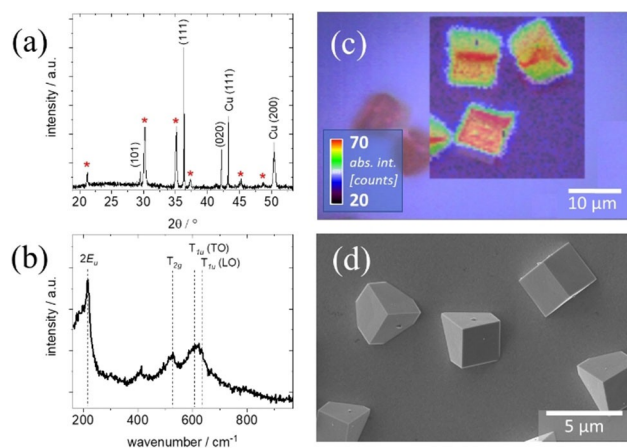 (a)
intensity / a.u.
(101)
(111)
(020)
Cu (111)
Cu (200)
* * * * * *
20 25 30 35 40 45 50
2θ / °
(b)
intensity / a.u.
2Eᵤ
T₂g
T₁ᵤ (TO)
T₁ᵤ (LO)
200 400 600 800
wavenumber / cm⁻¹
(c)
70
abs. int.
[counts]
20
10 µm
(d)
5 µm